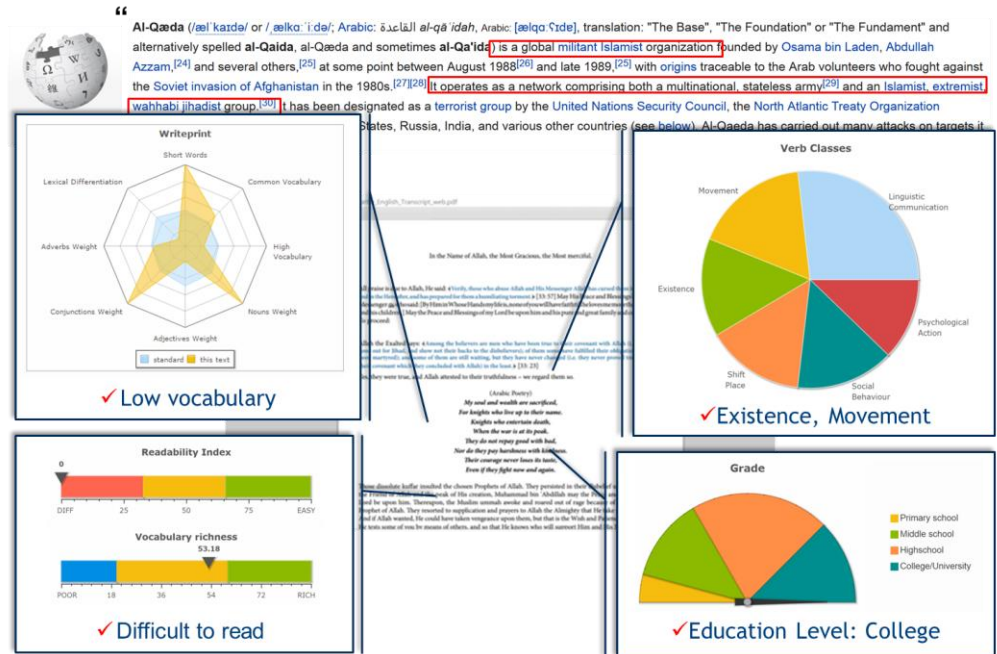 “
Al-Qæda (/ælˈkaɪdə/ or /ˌælkɑːˈiːdə/; Arabic: القاعدة al-qāʿidah, Arabic: [ælqɑːʕɪdɐ], translation: "The Base", "The Foundation" or "The Fundament" and
alternatively spelled al-Qaida, al-Qæda and sometimes al-Qa'ida) is a global militant Islamist organization founded by Osama bin Laden, Abdullah
Azzam,[24] and several others,[25] at some point between August 1988[26] and late 1989,[25] with origins traceable to the Arab volunteers who fought against
the Soviet invasion of Afghanistan in the 1980s.[27][28] It operates as a network comprising both a multinational, stateless army[29] and an Islamist, extremist,
wahhabi jihadist group.[30] It has been designated as a terrorist group by the United Nations Security Council, the North Atlantic Treaty Organization
States, Russia, India, and various other countries (see below). Al-Qaeda has carried out many attacks on targets it
Writeprint
Short Words
Common Vocabulary
High Vocabulary
Nouns Weight
Adjectives Weight
Conjunctions Weight
Adverbs Weight
Lexical Differentiation
standard this text
✓Low vocabulary
English_Transcript_web.pdf
In the Name of Allah, the Most Gracious, the Most merciful.
(Arabic Poetry)
My soul and wealth are sacrificed,
For knights who live up to their name.
Knights who entertain death,
When the war is at its peak.
They do not repay good with bad,
Nor do they pay harshness with kindness.
Their courage never loses its taste,
Even if they fight now and again.
Verb Classes
Movement
Linguistic Communication
Existence
Psychological Action
Shift Place
Social Behaviour
✓Existence, Movement
Readability Index
0
DIFF 25 50 75 EASY
Vocabulary richness
53.18
POOR 18 36 54 72 RICH
✓Difficult to read
Grade
Primary school
Middle school
Highschool
College/University
✓Education Level: College